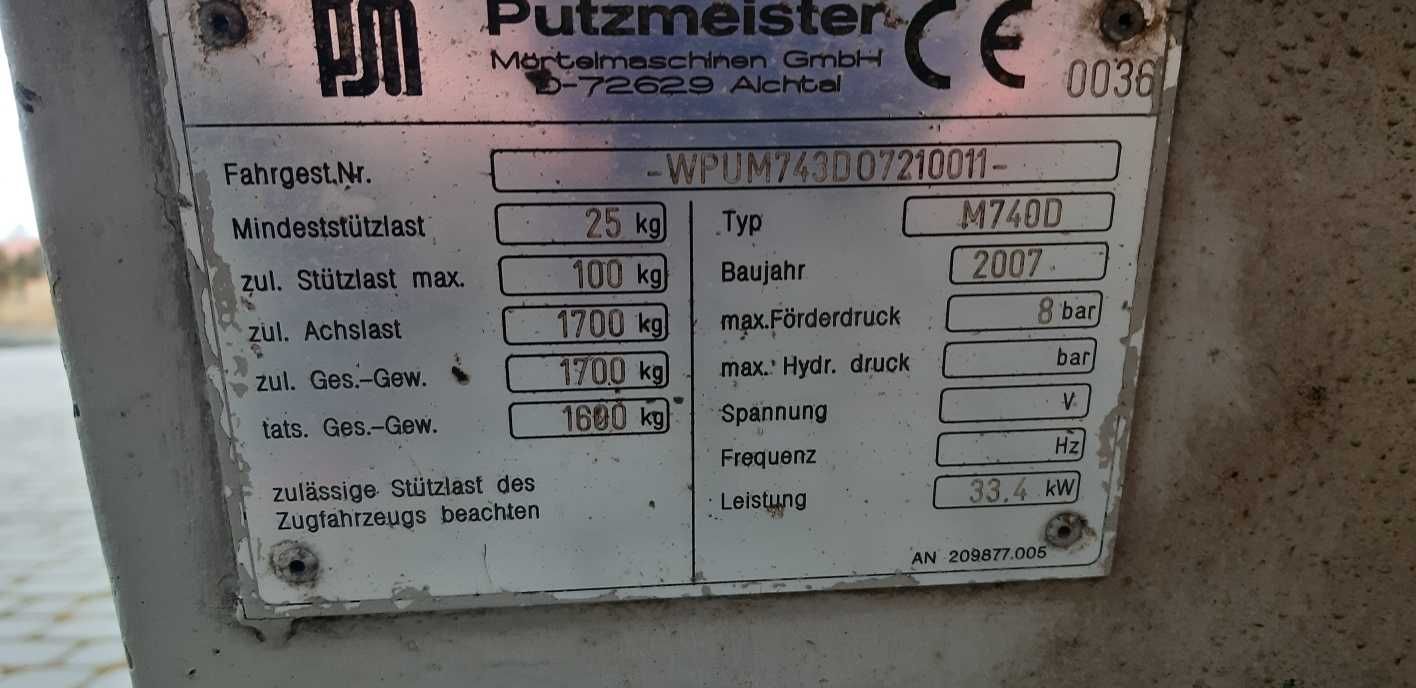 PM
Putzmeister
Mörtelmaschinen GmbH
D-72629 Aichtal
CE
0036
Fahrgest.Nr. -WPUM743D07210011-
Mindeststützlast 25 kg
zul. Stützlast max. 100 kg
zul. Achslast 1700 kg
zul. Ges.-Gew. 1700 kg
tats. Ges.-Gew. 1600 kg
zulässige Stützlast des
Zugfahrzeugs beachten
Typ M740D
Baujahr 2007
max.Förderdruck 8 bar
max. Hydr. druck bar
Spannung V
Frequenz Hz
Leistung 33.4 kW
AN 209877.005